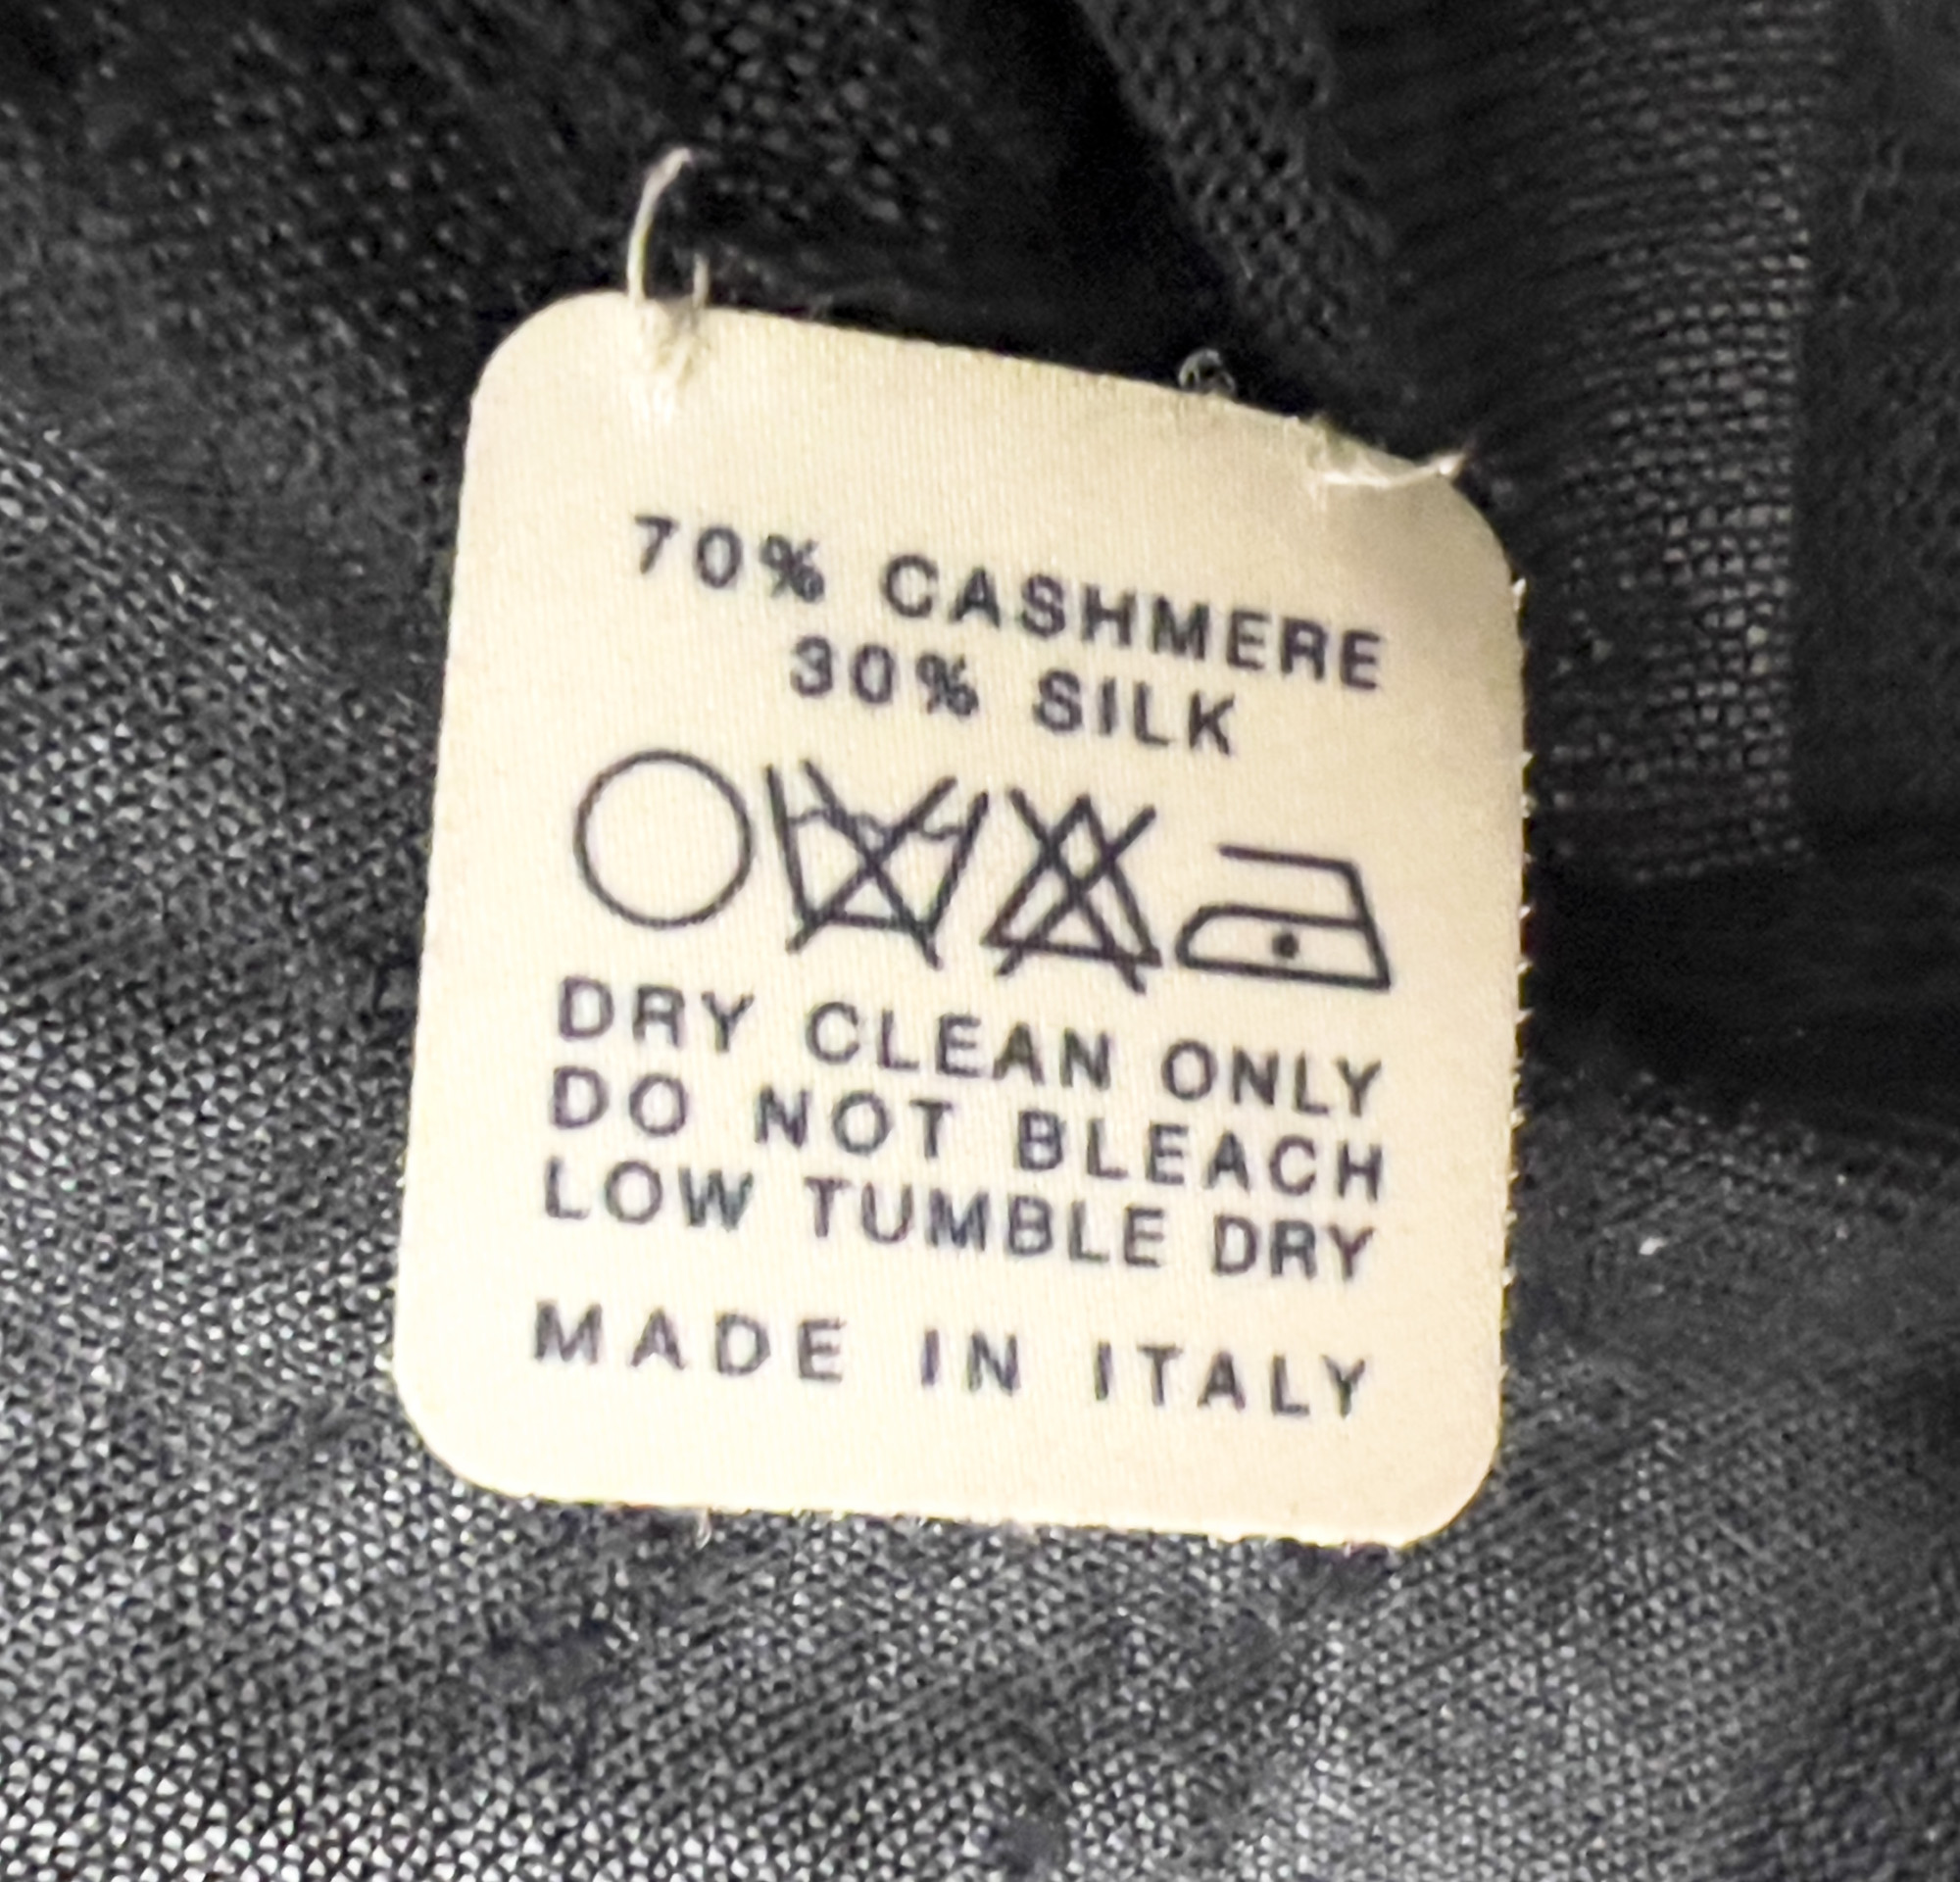 70% CASHMERE
30% SILK
DRY CLEAN ONLY
DO NOT BLEACH
LOW TUMBLE DRY
MADE IN ITALY